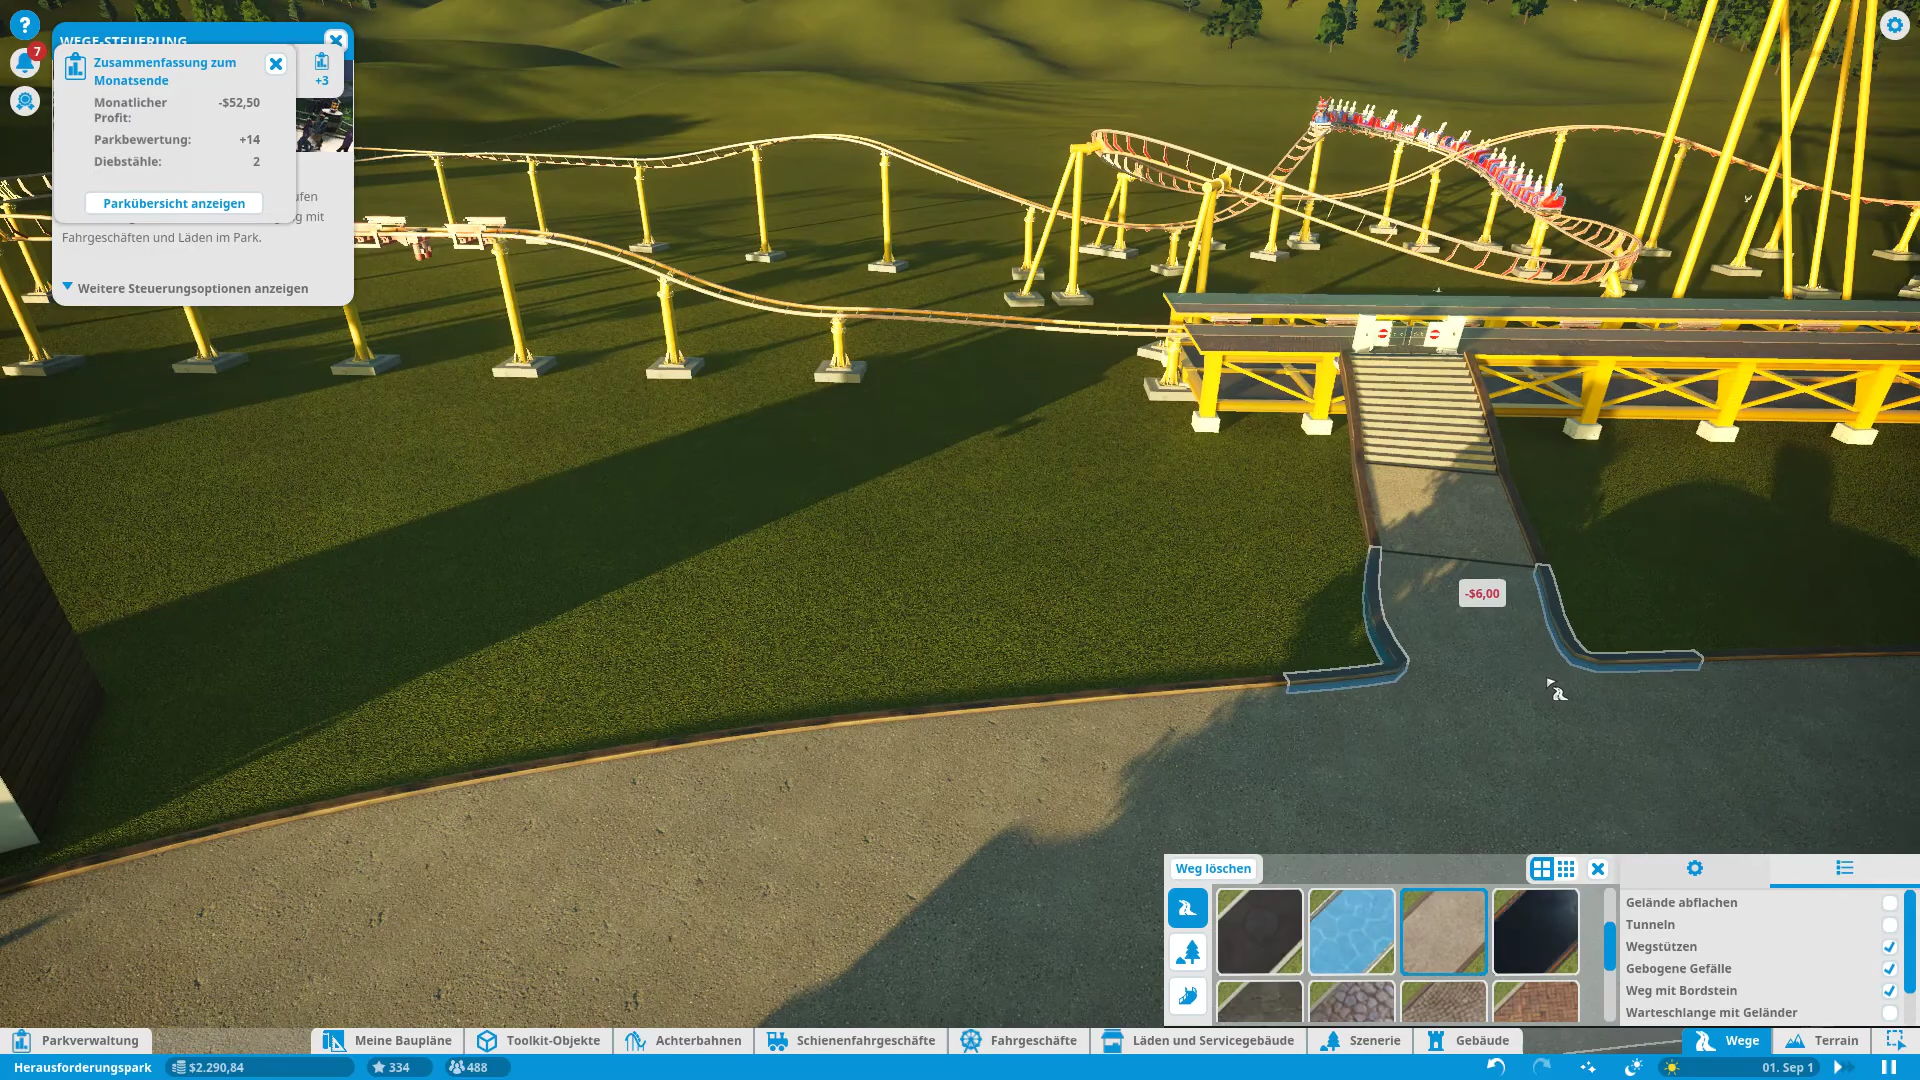 ?
7
WEGE-STEUERUNG
Zusammenfassung zum
Monatsende
+3
Monatlicher
Profit:
-$52,50
Parkbewertung:
+14
Diebstähle:
2
Parkübersicht anzeigen
ufen
g mit
Fahrgeschäften und Läden im Park.
Weitere Steuerungsoptionen anzeigen
-$6,00
Weg löschen
Gelände abflachen
Tunneln
Wegstützen
Gebogene Gefälle
Weg mit Bordstein
Warteschlange mit Geländer
Parkverwaltung
Meine Baupläne
Toolkit-Objekte
Achterbahnen
Schienenfahrgeschäfte
Fahrgeschäfte
Läden und Servicegebäude
Szenerie
Gebäude
Wege
Terrain
Herausforderungspark
$2.290,84
334
488
01. Sep 1